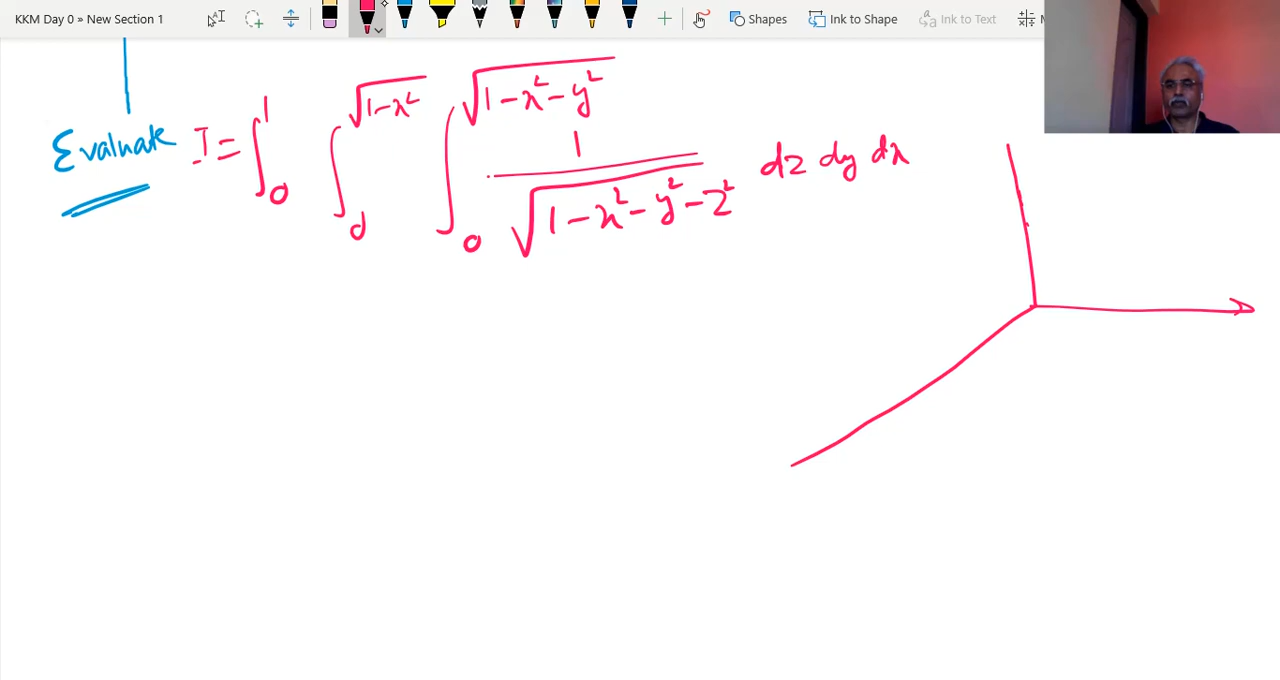 KKM Day 0 » New Section 1
Shapes Ink to Shape Ink to Text
Evaluate I = ∫₀¹ ∫₀^√(1-x²) ∫₀^√(1-x²-y²) 1/√(1-x²-y²-z²) dz dy dx